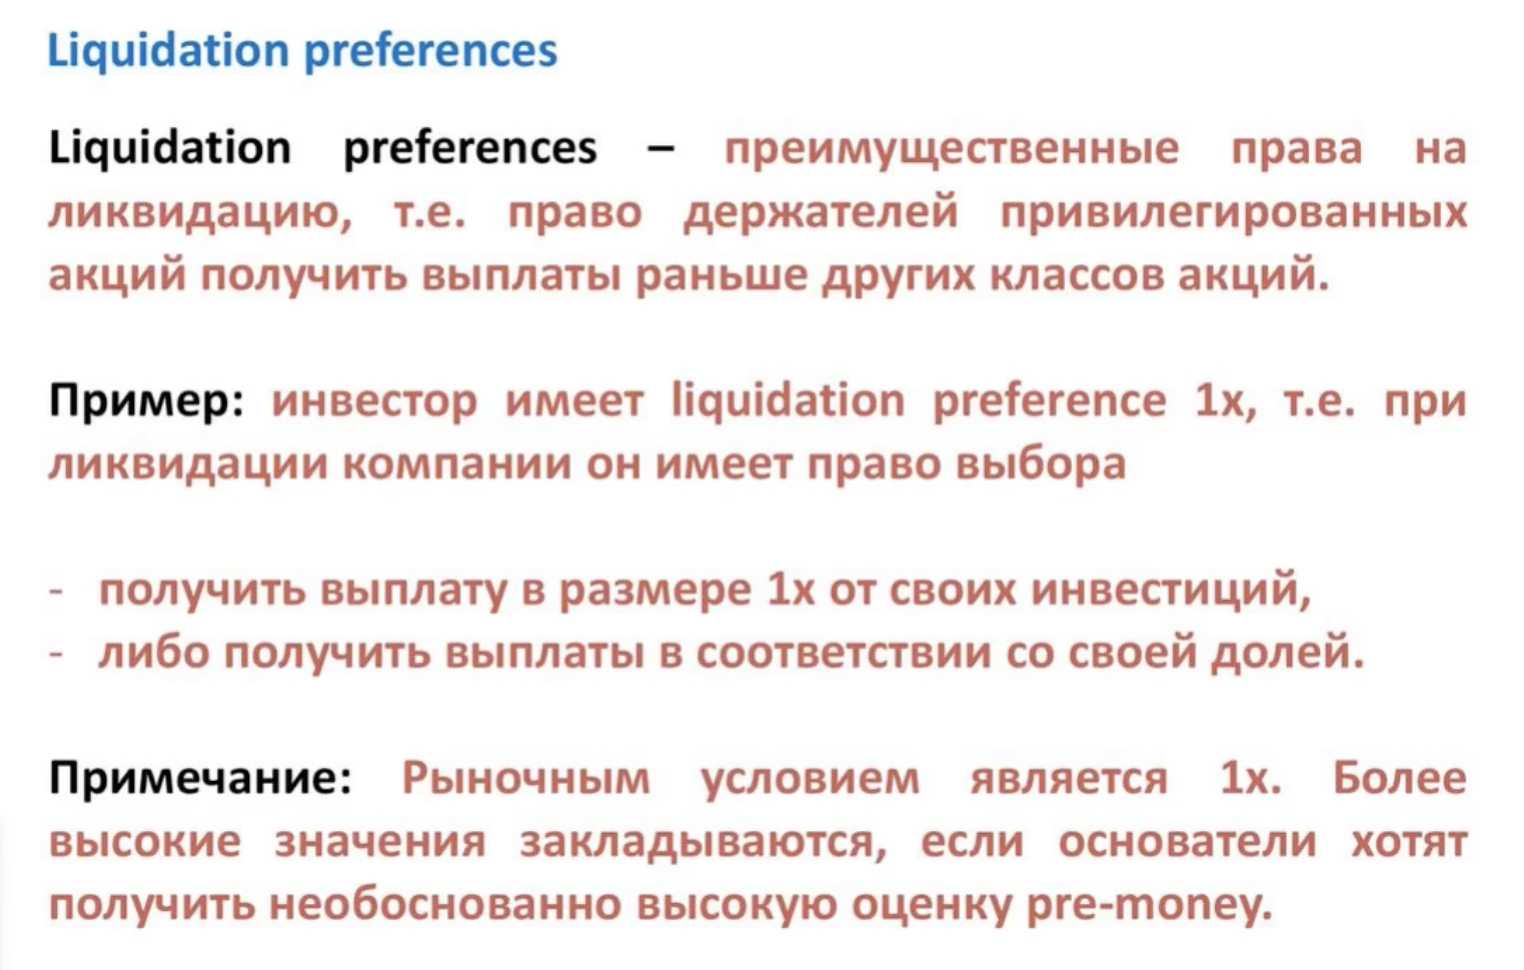 Liquidation preferences
Liquidation preferences – преимущественные права на
ликвидацию, т.е. право держателей привилегированных
акций получить выплаты раньше других классов акций.
Пример: инвестор имеет liquidation preference 1x, т.е. при
ликвидации компании он имеет право выбора
- получить выплату в размере 1x от своих инвестиций,
- либо получить выплаты в соответствии со своей долей.
Примечание: Рыночным условием является 1x. Более
высокие значения закладываются, если основатели хотят
получить необоснованно высокую оценку pre-money.